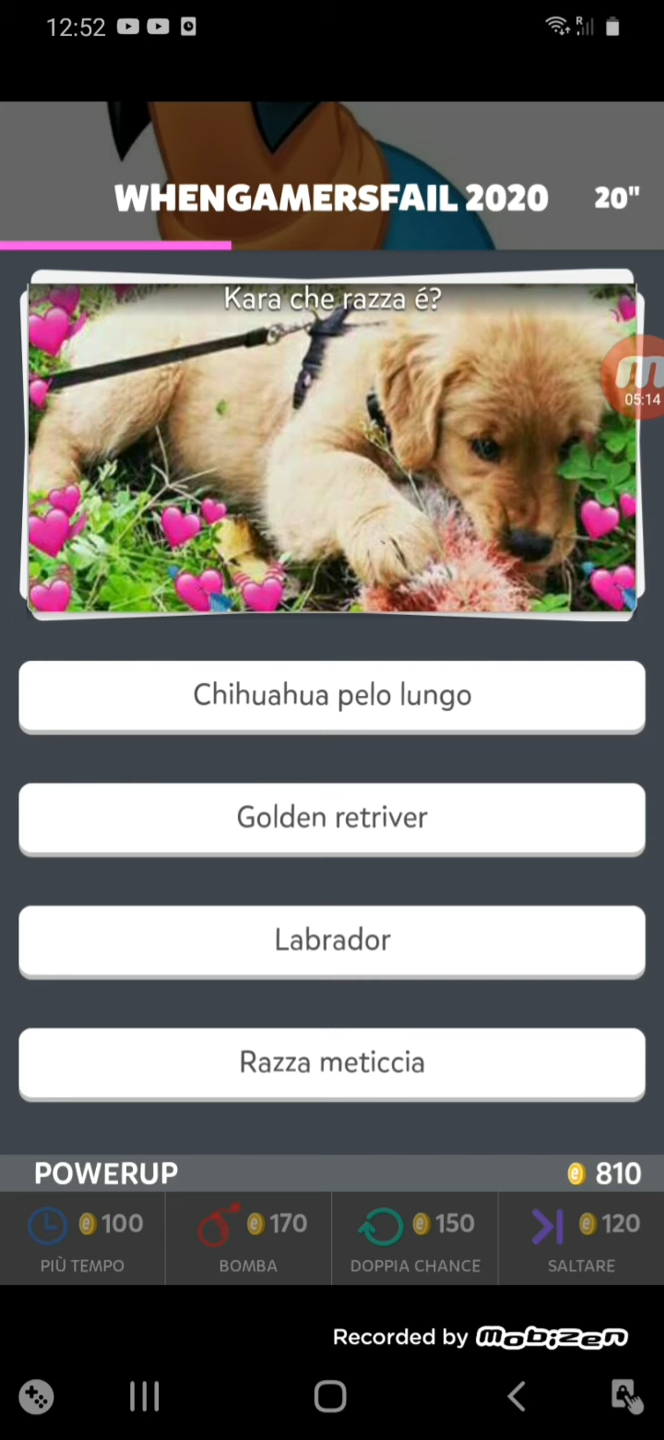 12:52
R
WHENGAMERSFAIL 2020 20"
Kara che razza é?
05:14
Chihuahua pelo lungo
Golden retriver
Labrador
Razza meticcia
POWERUP
e 810
e 100
e 170
e 150
e 120
PIÙ TEMPO
BOMBA
DOPPIA CHANCE
SALTARE
Recorded by mobizen